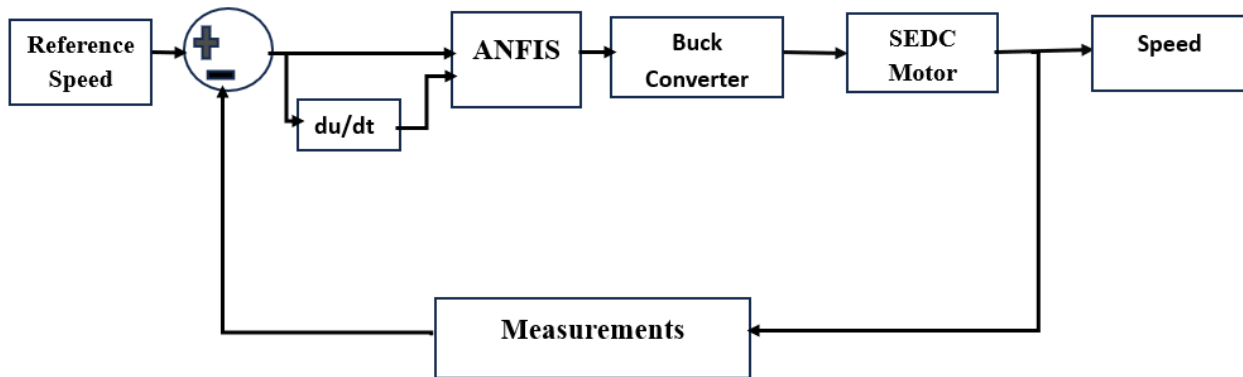 Reference
Speed
ANFIS
Buck
Converter
SEDC
Motor
Speed
du/dt
Measurements